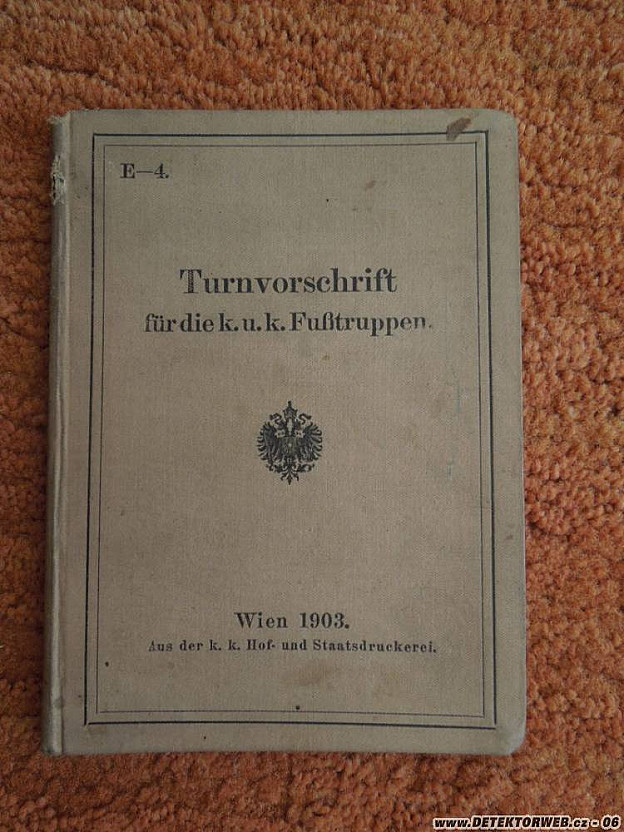 E—4.
Turnvorschrift
für die k. u. k. Fußtruppen.
Wien 1903.
Aus der k. k. Hof- und Staatsdruckerei.
www.DETEKTORWEB.cz - 06